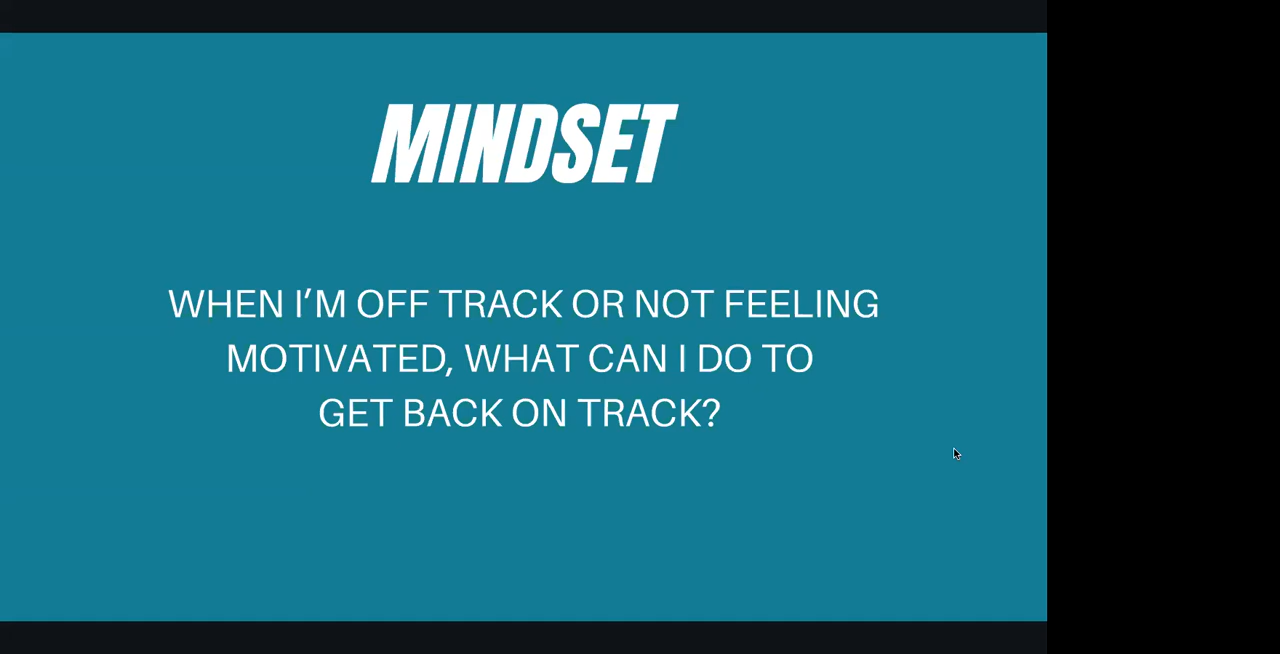 MINDSET
WHEN I’M OFF TRACK OR NOT FEELING
MOTIVATED, WHAT CAN I DO TO
GET BACK ON TRACK?